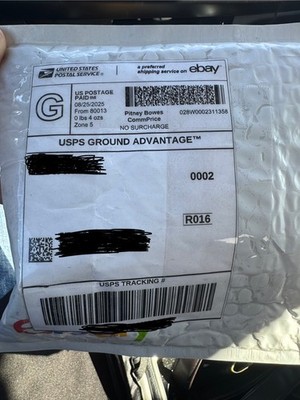 UNITED STATES POSTAL SERVICE®
a preferred shipping service on ebay
G
US POSTAGE
PAID IMI
08/25/2025
From 80013
0 lbs 4 ozs
Zone 5
Pitney Bowes
CommPrice
NO SURCHARGE
028W0002311358
USPS GROUND ADVANTAGE™
0002
R016
USPS TRACKING #